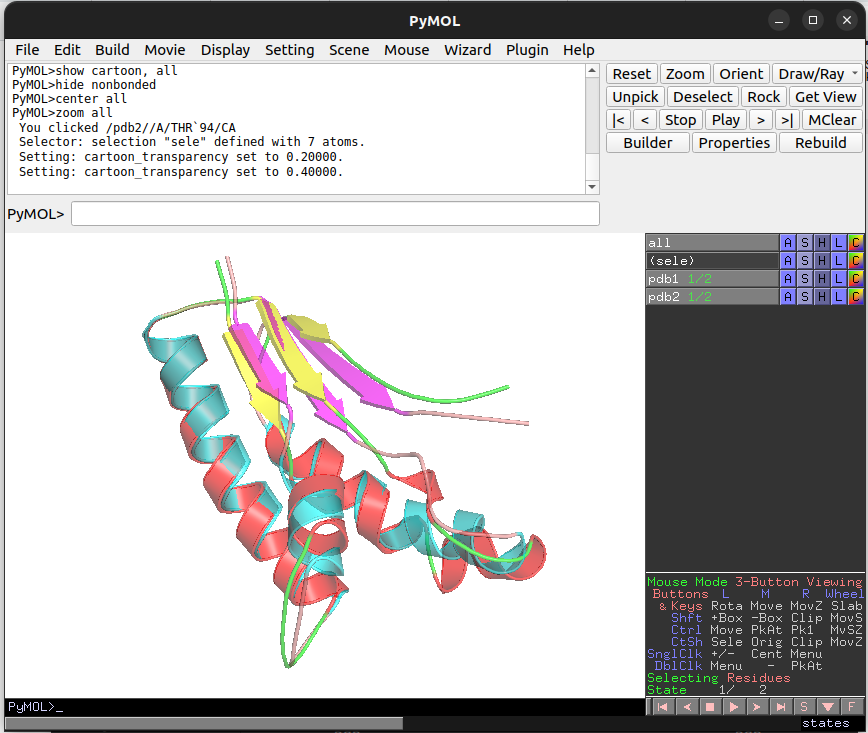 PyMOL
File Edit Build Movie Display Setting Scene Mouse Wizard Plugin Help
PyMOL>show cartoon, all
PyMOL>hide nonbonded
PyMOL>center all
PyMOL>zoom all
You clicked /pdb2//A/THR`94/CA
Selector: selection "sele" defined with 7 atoms.
Setting: cartoon_transparency set to 0.20000.
Setting: cartoon_transparency set to 0.40000.
PyMOL>
Reset Zoom Orient Draw/Ray
Unpick Deselect Rock Get View
|< < Stop Play > >| MClear
Builder Properties Rebuild
all A S H L C
(sele) A S H L C
pdb1 1/2 A S H L C
pdb2 1/2 A S H L C
Mouse Mode 3-Button Viewing
Buttons L M R Wheel
& Keys Rota Move MovZ Slab
Shft +Box -Box Clip MovS
Ctrl Move PkAt Pk1 MvSZ
CtSh Sele Orig Clip MovZ
SnglClk +/- Cent Menu
DblClk Menu - PkAt
Selecting Residues
State 1/ 2
PyMOL>_
S F
states